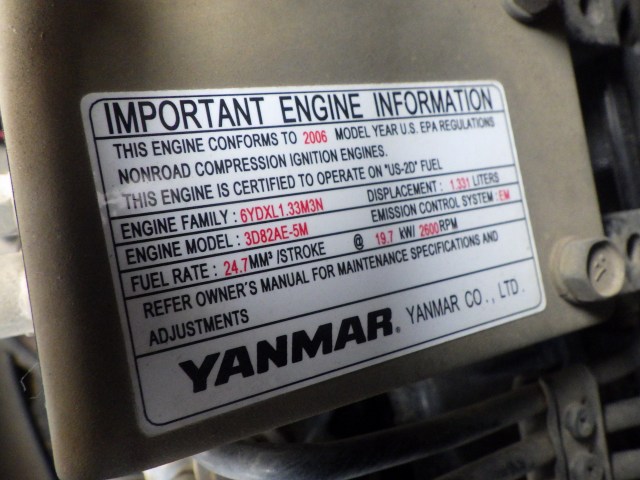 IMPORTANT ENGINE INFORMATION
THIS ENGINE CONFORMS TO 2006 MODEL YEAR U.S. EPA REGULATIONS
NONROAD COMPRESSION IGNITION ENGINES.
THIS ENGINE IS CERTIFIED TO OPERATE ON "US-2D" FUEL
ENGINE FAMILY : 6YDXL1.33M3N DISPLACEMENT : 1.331 LITERS
ENGINE MODEL : 3D82AE-5M EMISSION CONTROL SYSTEM : EM
FUEL RATE : 24.7MM³ /STROKE @ 19.7 kW/ 2600RPM
REFER OWNER'S MANUAL FOR MAINTENANCE SPECIFICATIONS AND
ADJUSTMENTS
YANMAR® YANMAR CO., LTD.